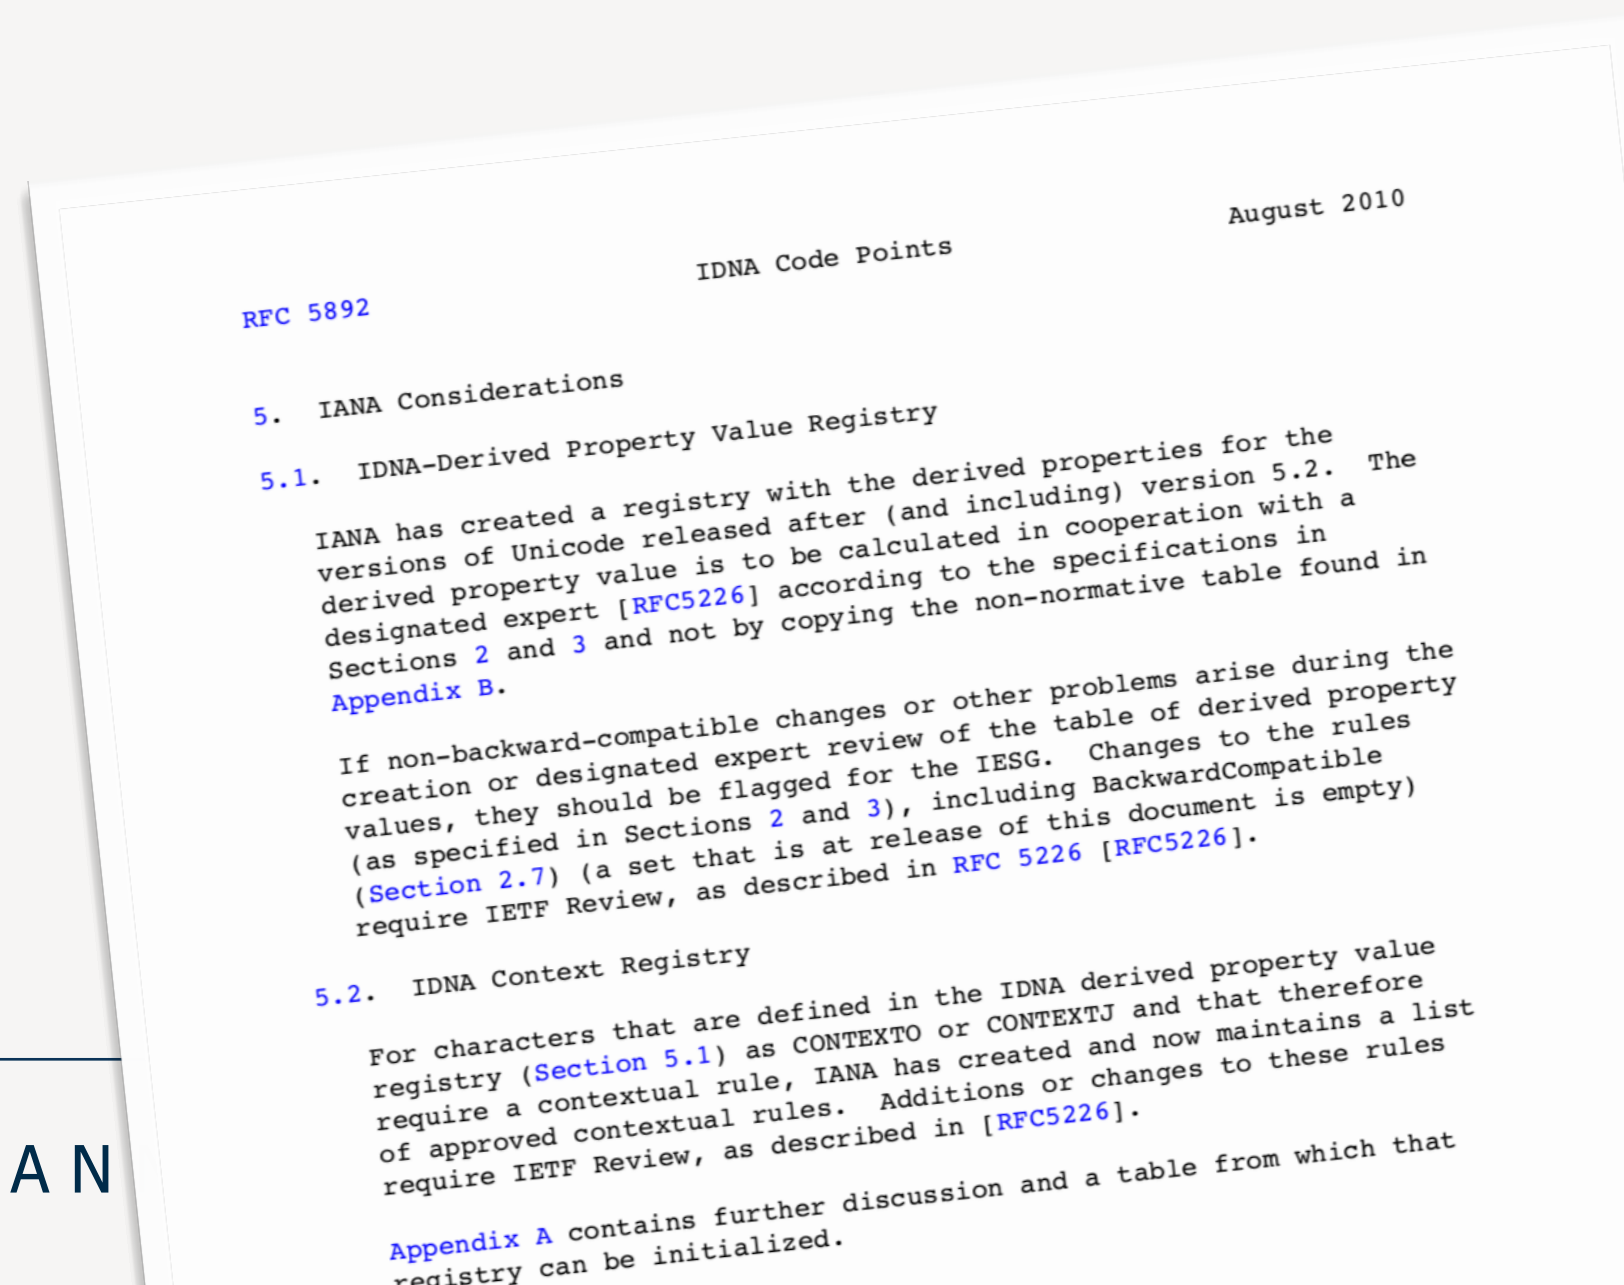 August 2010
IDNA Code Points
RFC 5892
5. IANA Considerations
5.1. IDNA-Derived Property Value Registry
IANA has created a registry with the derived properties for the
versions of Unicode released after (and including) version 5.2. The
derived property value is to be calculated in cooperation with a
designated expert [RFC5226] according to the specifications in
Sections 2 and 3 and not by copying the non-normative table found in
Appendix B.
If non-backward-compatible changes or other problems arise during the
creation or designated expert review of the table of derived property
values, they should be flagged for the IESG. Changes to the rules
(as specified in Sections 2 and 3), including BackwardCompatible
(Section 2.7) (a set that is at release of this document is empty)
require IETF Review, as described in RFC 5226 [RFC5226].
5.2. IDNA Context Registry
For characters that are defined in the IDNA derived property value
registry (Section 5.1) as CONTEXTO or CONTEXTJ and that therefore
require a contextual rule, IANA has created and now maintains a list
of approved contextual rules. Additions or changes to these rules
require IETF Review, as described in [RFC5226].
Appendix A contains further discussion and a table from which that
registry can be initialized.
AN